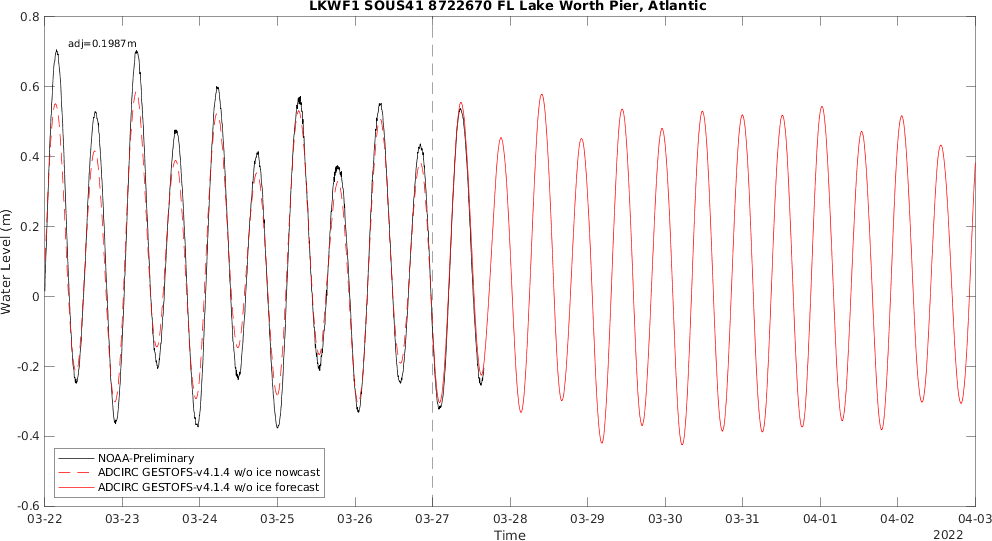 LKWF1 SOUS41 8722670 FL Lake Worth Pier, Atlantic
0.8
adj=0.1987m
0.6
0.4
0.2
0
-0.2
-0.4
-0.6
Water Level (m)
NOAA-Preliminary
ADCIRC GESTOFS-v4.1.4 w/o ice nowcast
ADCIRC GESTOFS-v4.1.4 w/o ice forecast
03-22 03-23 03-24 03-25 03-26 03-27 03-28 03-29 03-30 03-31 04-01 04-02 04-03
Time
2022